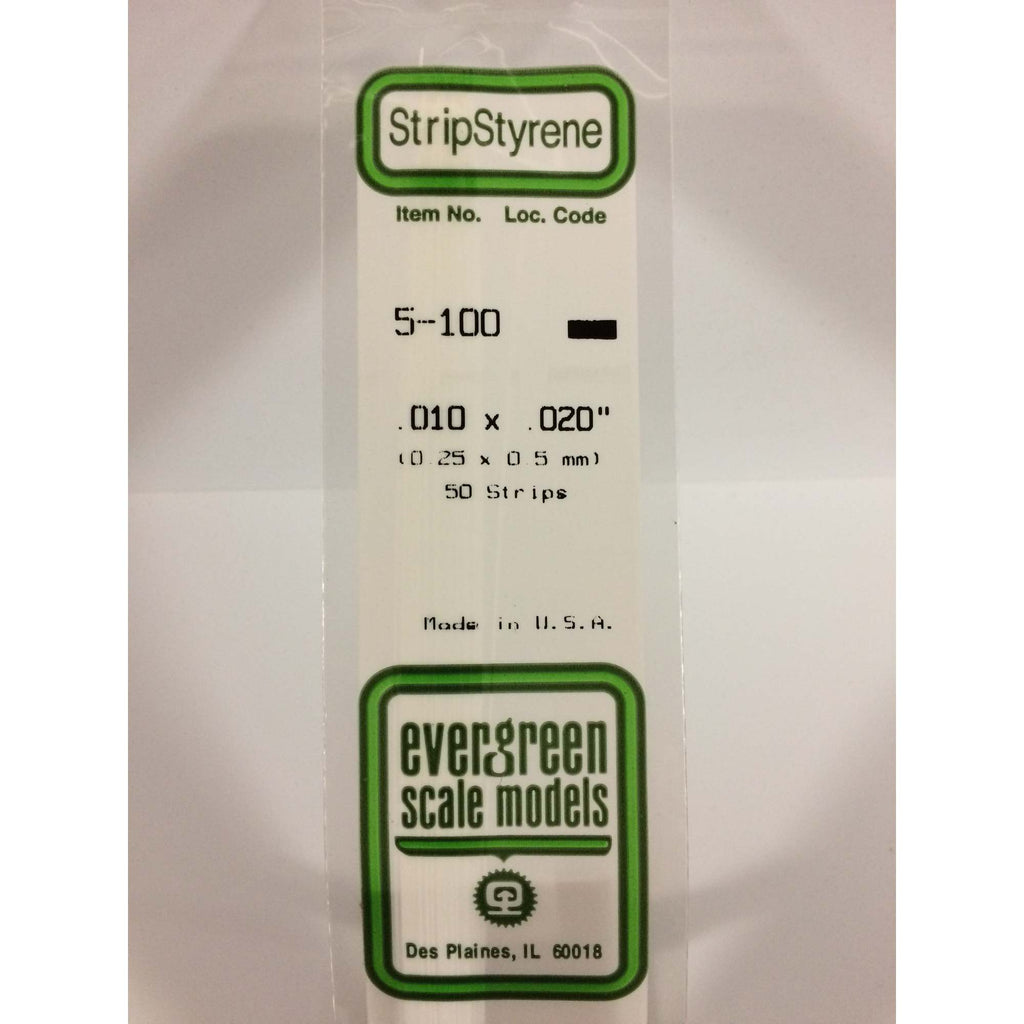 StripStyrene
Item No. Loc. Code
5-100
.010 x .020"
(0.25 x 0.5 mm)
50 Strips
Made in U.S.A.
evergreen
scale models
Des Plaines, IL 60018